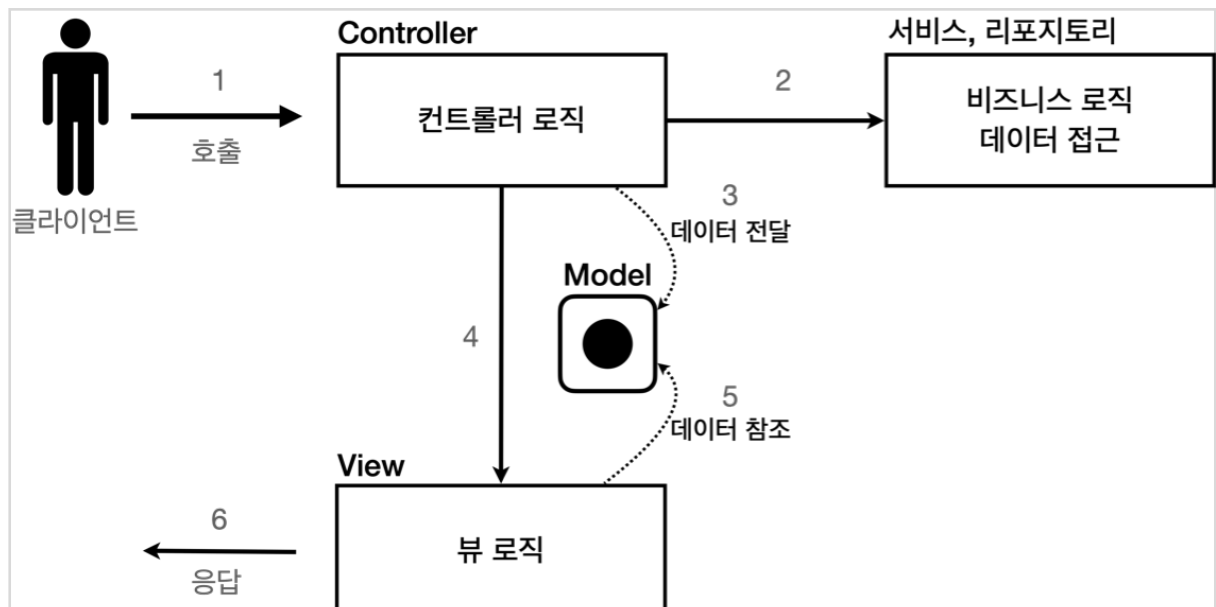 Controller
서비스, 리포지토리
1
호출
컨트롤러 로직
2
비즈니스 로직
데이터 접근
클라이언트
3
데이터 전달
Model
4
5
데이터 참조
View
6
응답
뷰 로직